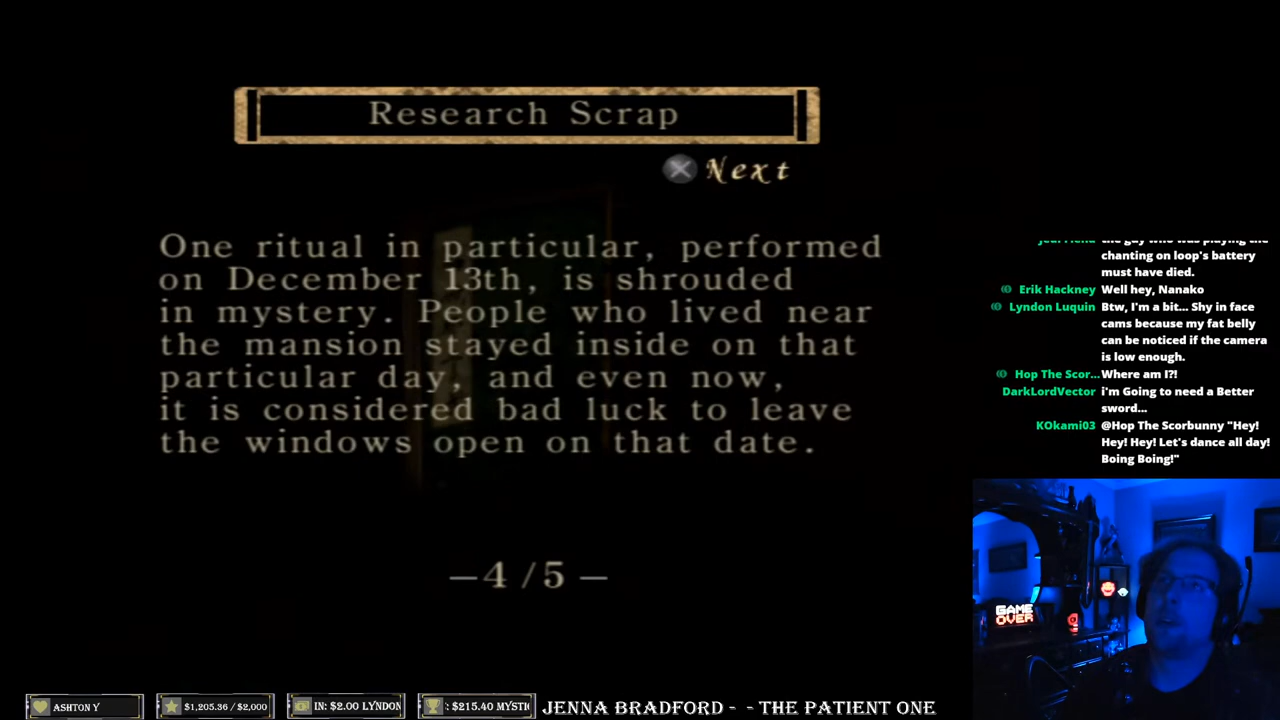 Research Scrap
Next
One ritual in particular, performed
on December 13th, is shrouded
in mystery. People who lived near
the mansion stayed inside on that
particular day, and even now,
it is considered bad luck to leave
the windows open on that date.
—4/5—
the guy who was playing the
chanting on loop's battery
must have died.
Erik Hackney Well hey, Nanako
Lyndon Luquin Btw, I'm a bit... Shy in face
cams because my fat belly
can be noticed if the camera
is low enough.
Hop The Scor... Where am I?!
DarkLordVector i'm Going to need a Better
sword...
KOkami03 @Hop The Scorbunny "Hey!
Hey! Hey! Let's dance all day!
Boing Boing!"
GAME
OVER
ASHTON Y
$1,205.36 / $2,000
IN: $2.00 LYNDON
: $215.40 MYSTI
JENNA BRADFORD - - THE PATIENT ONE